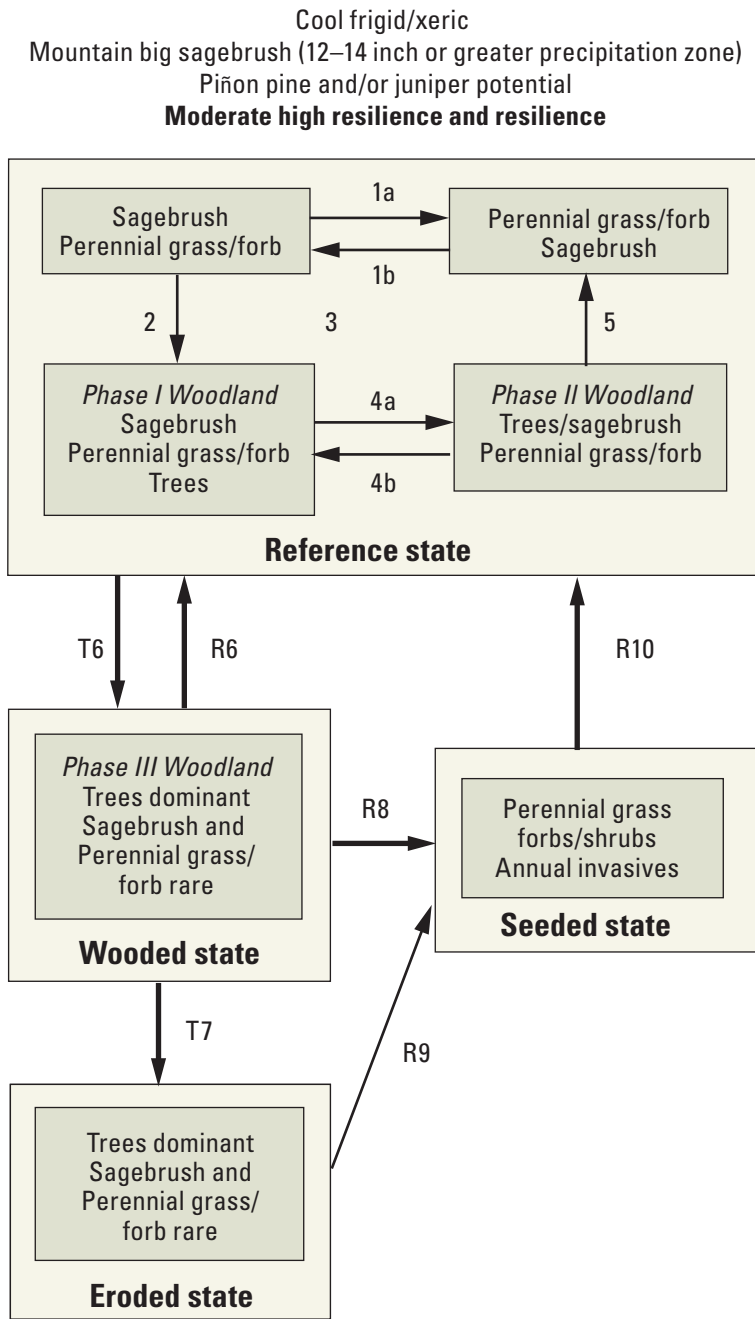 Cool frigid/xeric
Mountain big sagebrush (12–14 inch or greater precipitation zone)
Piñon pine and/or juniper potential
Moderate high resilience and resilience
Sagebrush
Perennial grass/forb
1a
1b
Perennial grass/forb
Sagebrush
2
3
5
Phase I Woodland
Sagebrush
Perennial grass/forb
Trees
4a
4b
Phase II Woodland
Trees/sagebrush
Perennial grass/forb
Reference state
T6
R6
R10
Phase III Woodland
Trees dominant
Sagebrush and
Perennial grass/
forb rare
Wooded state
R8
Perennial grass
forbs/shrubs
Annual invasives
Seeded state
T7
R9
Trees dominant
Sagebrush and
Perennial grass/
forb rare
Eroded state